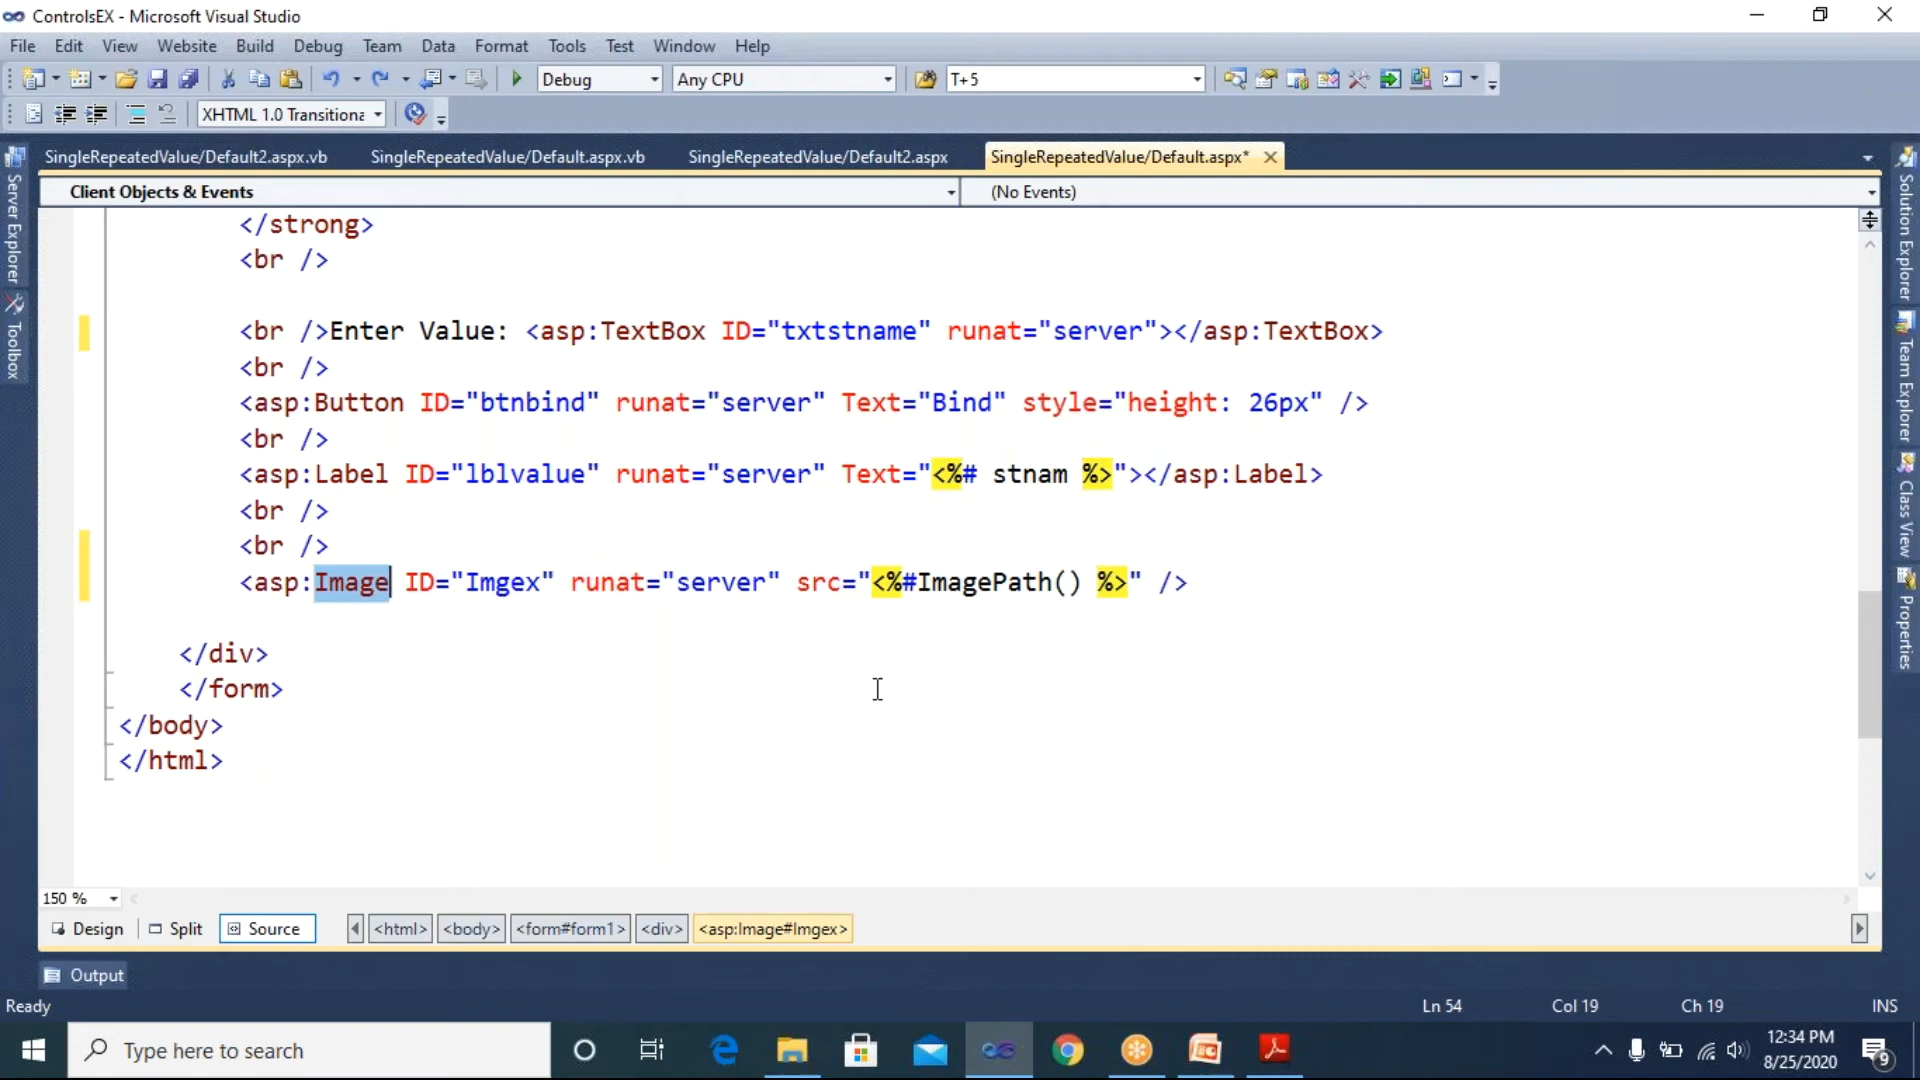 ControlsEX - Microsoft Visual Studio
File Edit View Website Build Debug Team Data Format Tools Test Window Help
Debug Any CPU T+5
XHTML 1.0 Transitiona
SingleRepeatedValue/Default2.aspx.vb SingleRepeatedValue/Default.aspx.vb SingleRepeatedValue/Default2.aspx SingleRepeatedValue/Default.aspx*
Client Objects & Events (No Events)
Server Explorer
Toolbox
</strong>
<br />
<br />Enter Value: <asp:TextBox ID="txtstname" runat="server"></asp:TextBox>
<br />
<asp:Button ID="btnbind" runat="server" Text="Bind" style="height: 26px" />
<br />
<asp:Label ID="lblvalue" runat="server" Text="<%# stnam %>"></asp:Label>
<br />
<br />
<asp:Image ID="Imgex" runat="server" src="<%#ImagePath() %>" />
</div>
</form>
</body>
</html>
Solution Explorer
Team Explorer
Class View
Properties
150 %
Design Split Source <html> <body> <form#form1> <div> <asp:Image#Imgex>
Output
Ready Ln 54 Col 19 Ch 19 INS
Type here to search
12:34 PM
8/25/2020
9